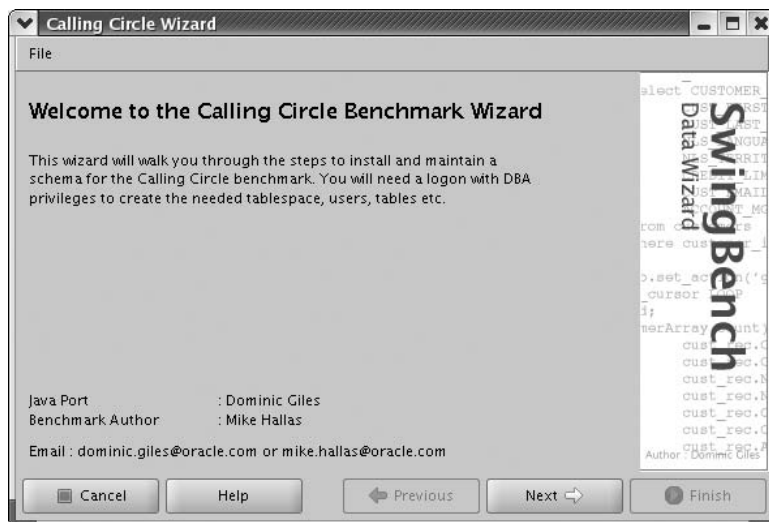 Calling Circle Wizard
File
Welcome to the Calling Circle Benchmark Wizard
This wizard will walk you through the steps to install and maintain a
schema for the Calling Circle benchmark. You will need a logon with DBA
privileges to create the needed tablespace, users, tables etc.
Java Port : Dominic Giles
Benchmark Author : Mike Hallas
Email : dominic.giles@oracle.com or mike.hallas@oracle.com
SwingBench
Data Wizard
Author : Dominic Giles
Cancel
Help
Previous
Next
Finish